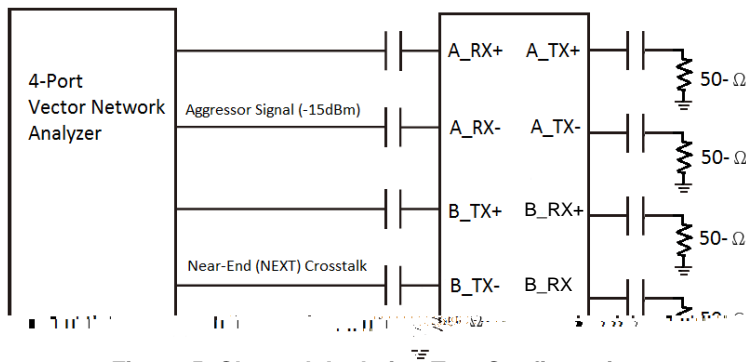 4-Port
Vector Network
Analyzer
Aggressor Signal (-15dBm)
Near-End (NEXT) Crosstalk
A_RX+ A_TX+
A_RX- A_TX-
B_TX+ B_RX+
B_TX- B_RX
50- Ω
50- Ω
50- Ω